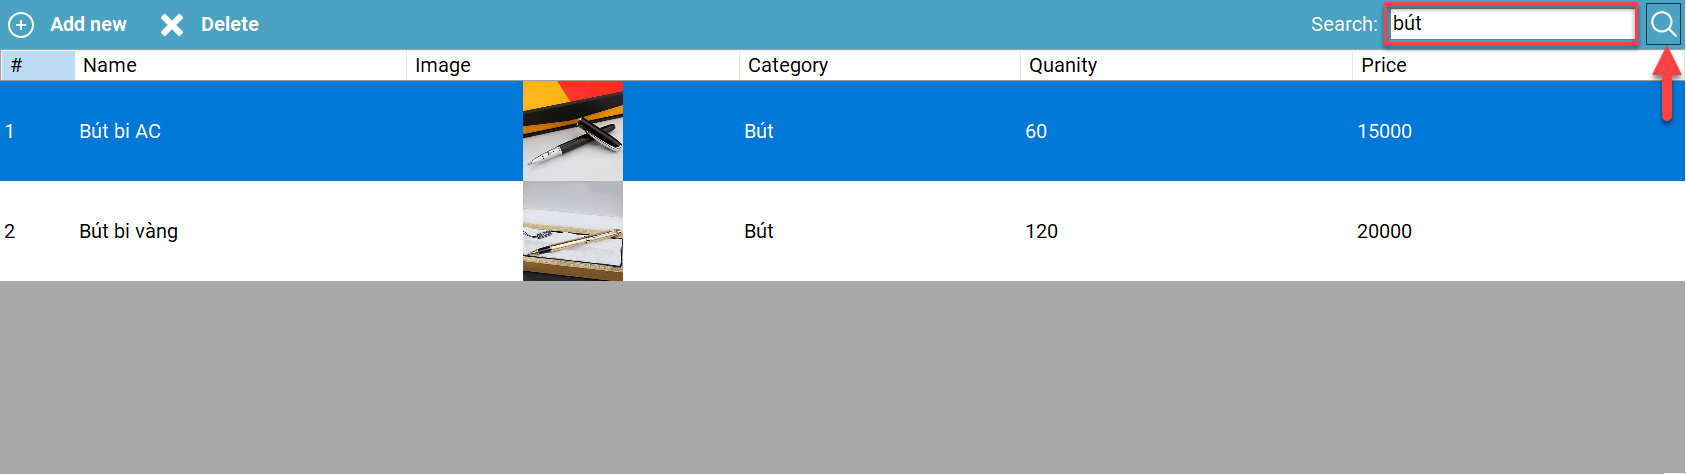 Add new Delete Search: bút
# Name Image Category Quanity Price
1 Bút bi AC Bút 60 15000
2 Bút bi vàng Bút 120 20000